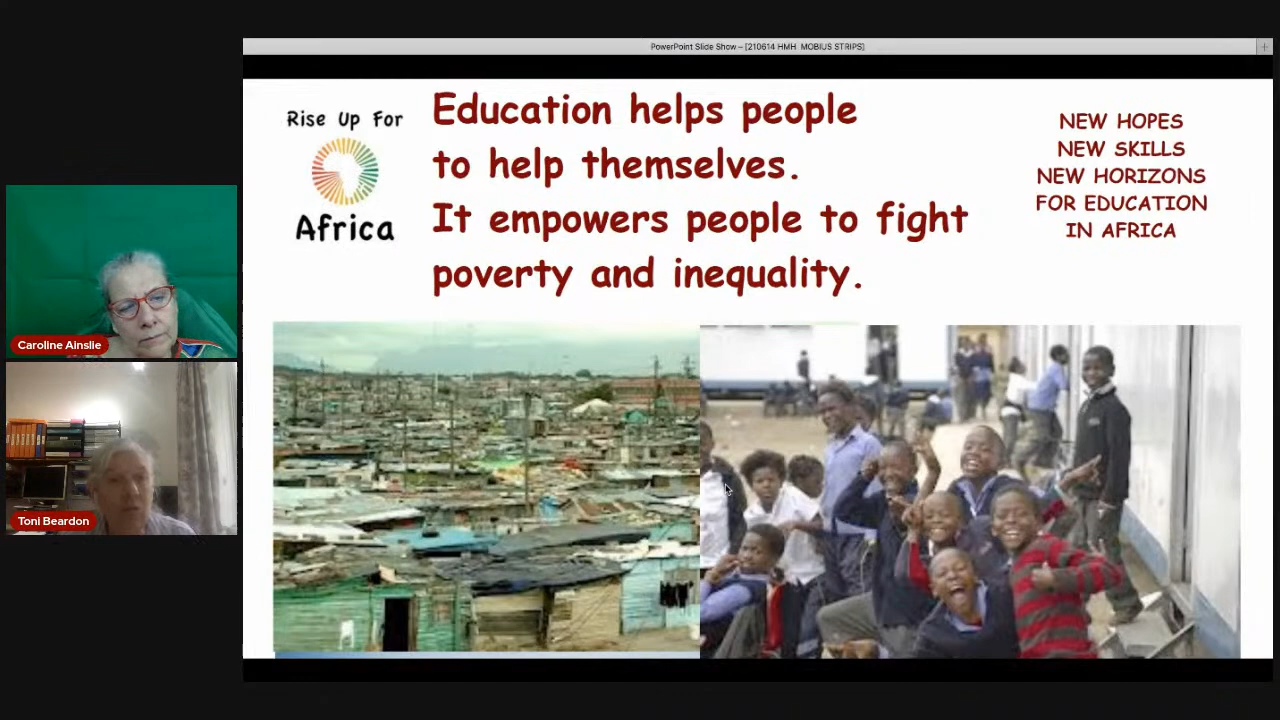 PowerPoint Slide Show – [210614 HMH  MOBIUS STRIPS]
Rise Up For
Africa
Education helps people
to help themselves.
It empowers people to fight
poverty and inequality.
NEW HOPES
NEW SKILLS
NEW HORIZONS
FOR EDUCATION
IN AFRICA
Caroline Ainslie
Toni Beardon